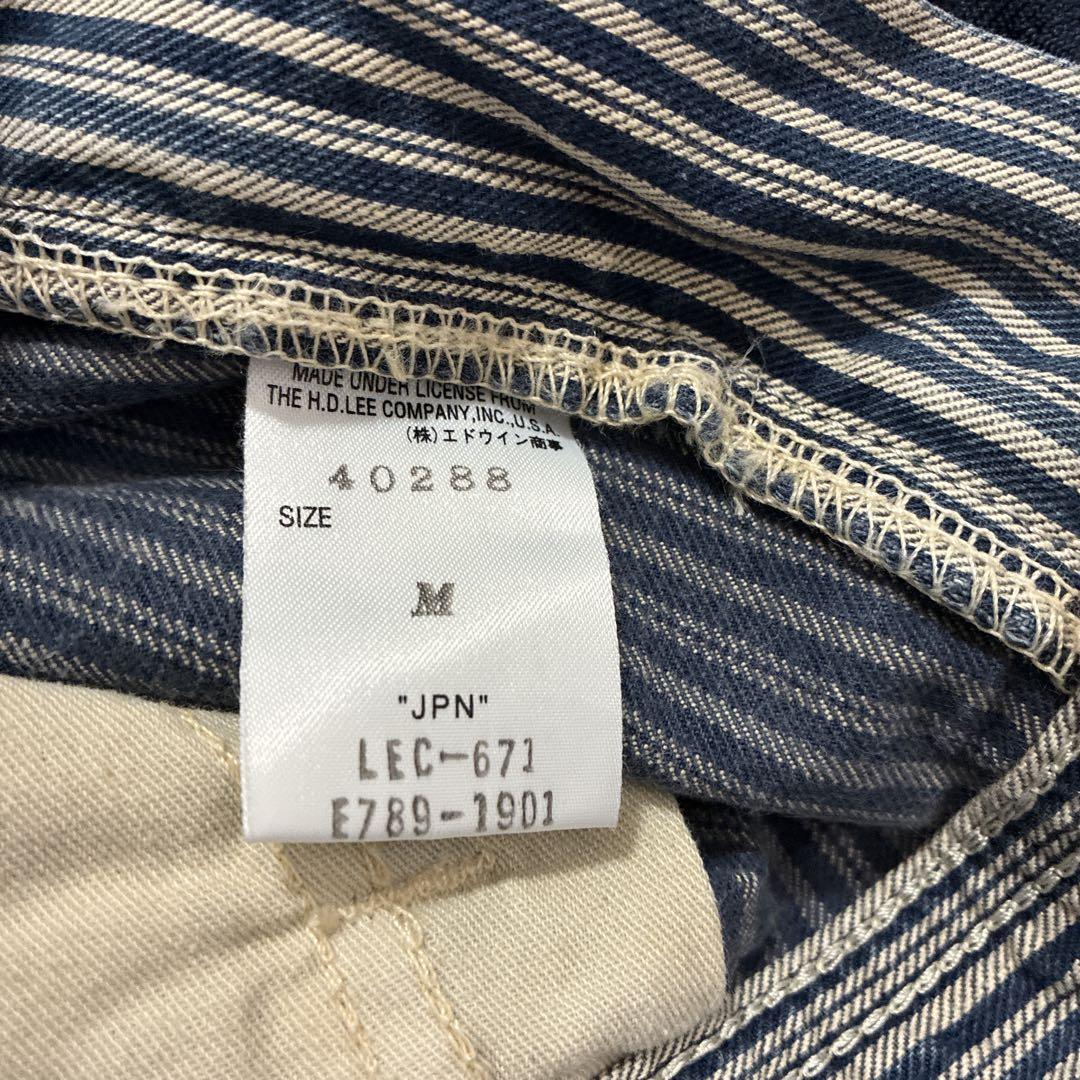 MADE UNDER LICENSE FROM
THE H.D.LEE COMPANY,INC.,U.S.A
(株)エドウイン商事
40288
SIZE
M
"JPN"
LEC-671
E789-1901